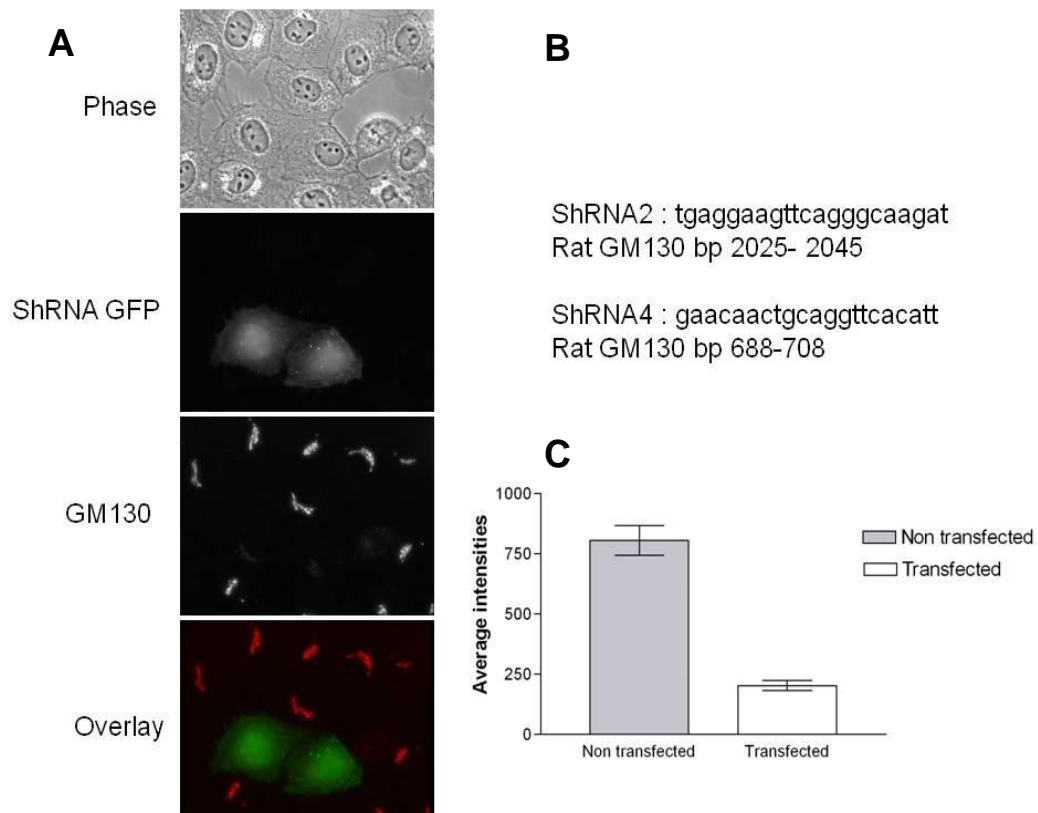 A
Phase
ShRNA GFP
GM130
Overlay
B
ShRNA2 : tgaggaagttcagggcaagat
Rat GM130 bp 2025- 2045
ShRNA4 : gaacaactgcaggttcacatt
Rat GM130 bp 688-708
C
1000
750
500
250
0
Average intensities
Non transfected
Transfected
Non transfected
Transfected